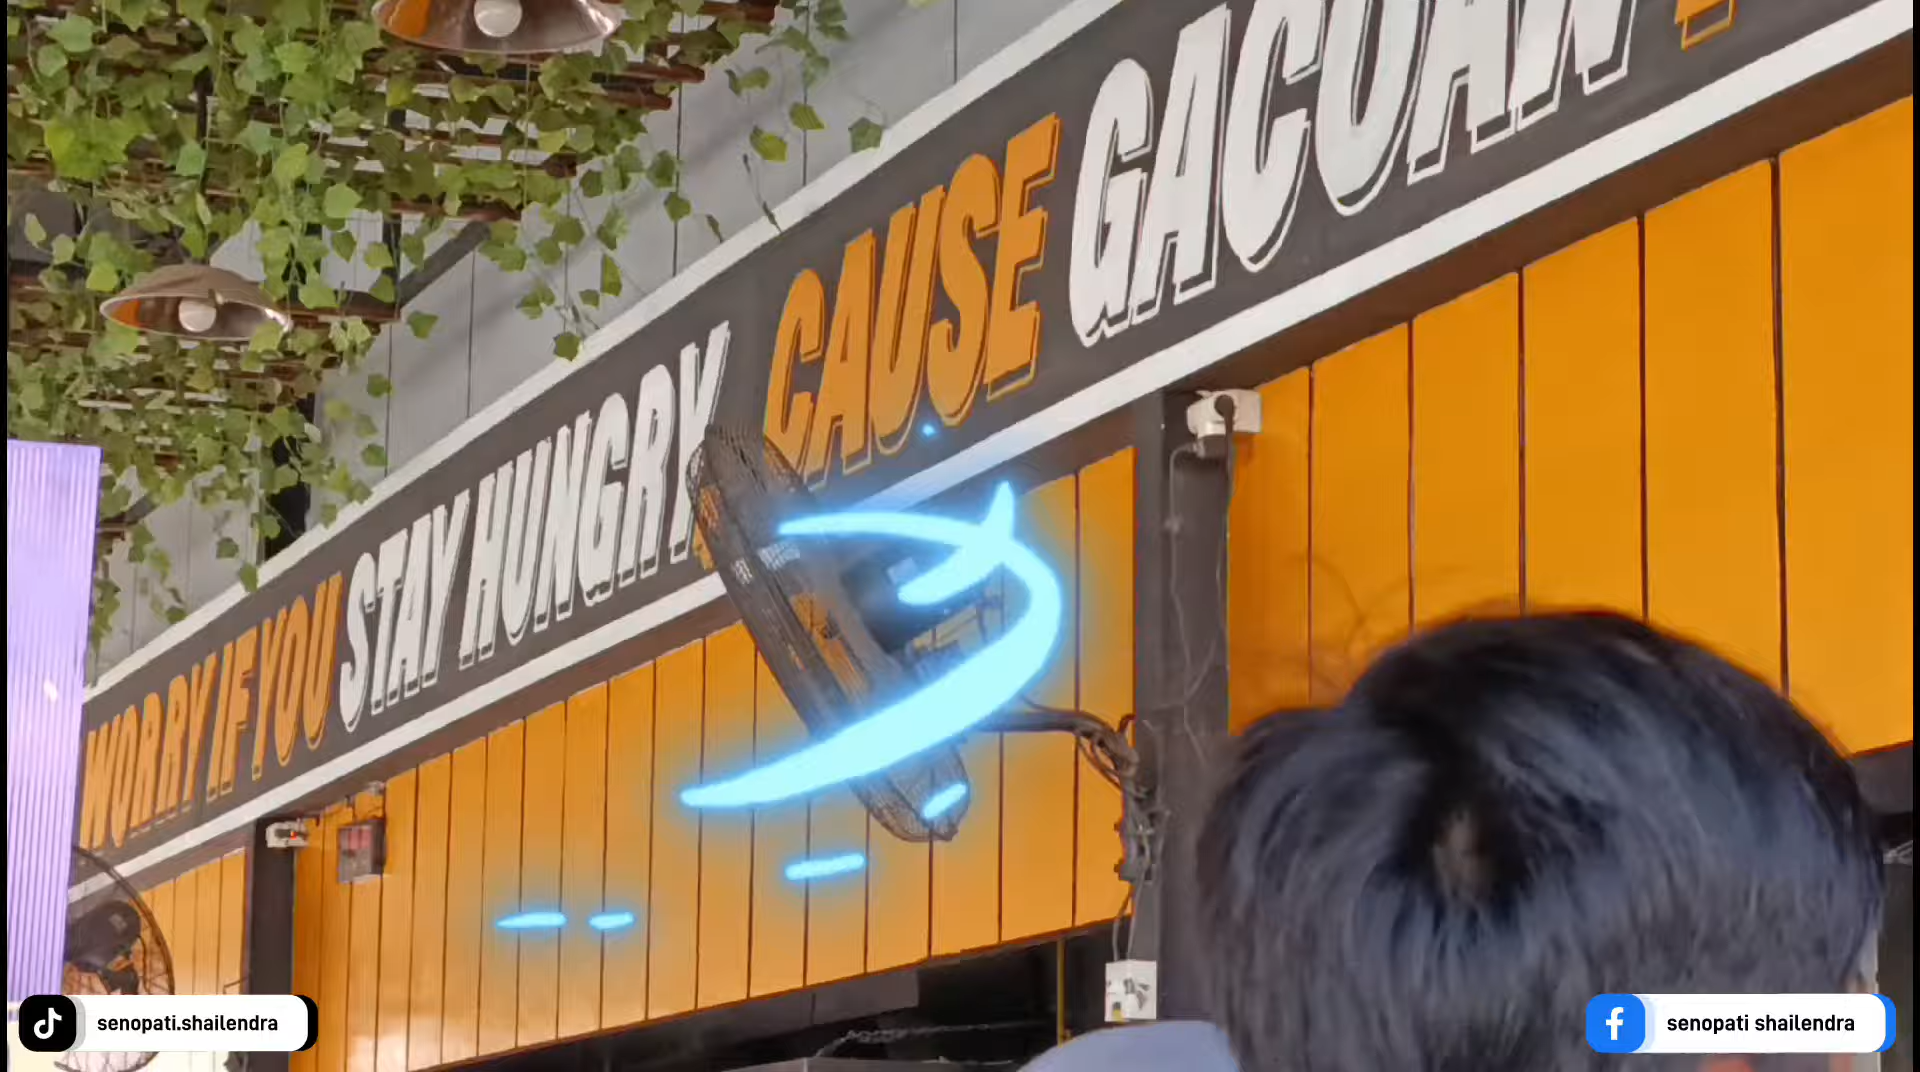 WORRY IF YOU STAY HUNGRY, CAUSE GACOAN
senopati.shailendra
senopati shailendra